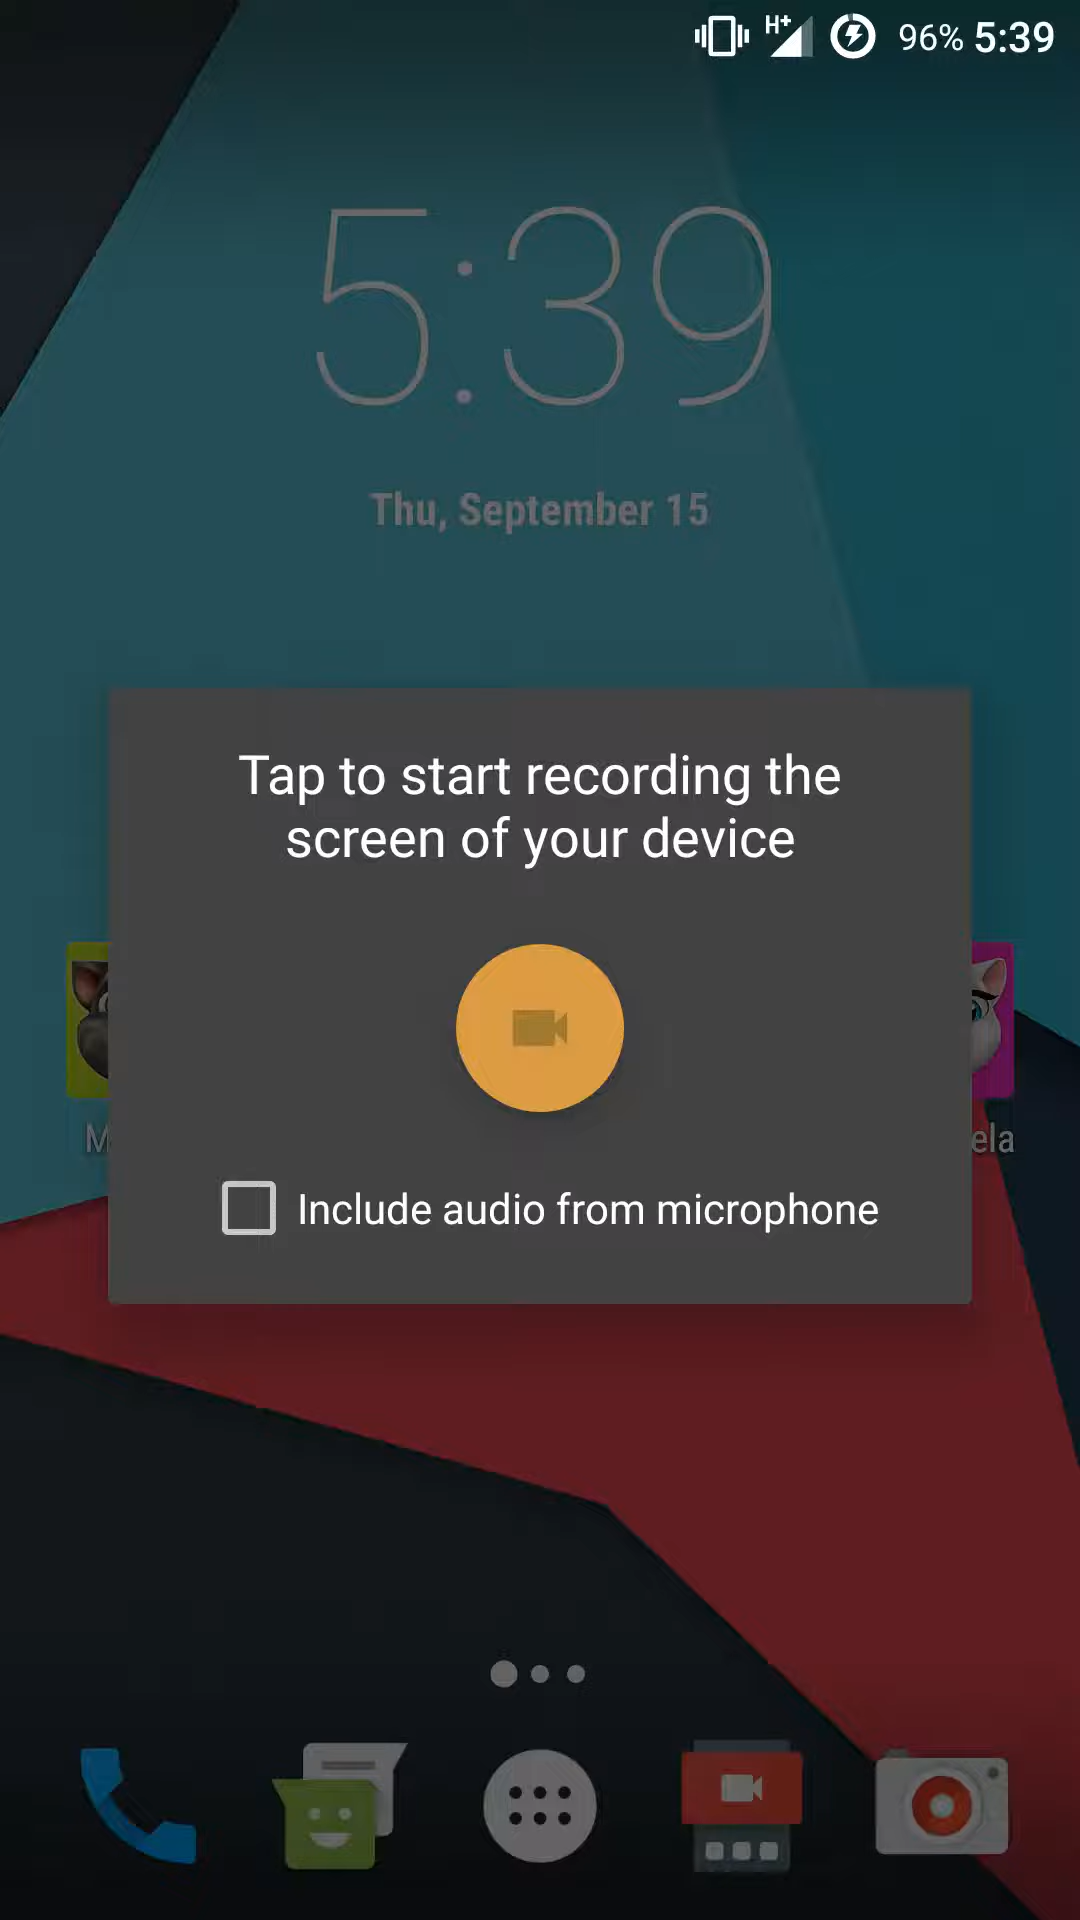 H+ 96% 5:39
5:39
Thu, September 15
Tap to start recording the
screen of your device
M
ela
Include audio from microphone